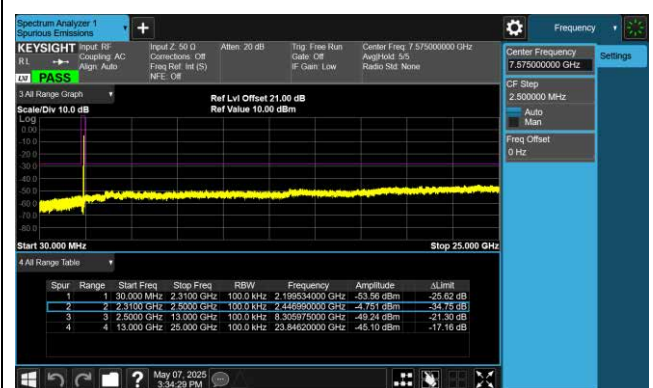 Spectrum Analyzer 1
Spurious Emissions
+
Frequency
KEYSIGHT Input: RF Input Z: 50 Ω Atten: 20 dB Trig: Free Run Center Freq: 7.575000000 GHz
RL Coupling: AC Corrections: Off Gate: Off Avg|Hold: 5/5
Align: Auto Freq Ref: Int (S) IF Gain: Low Radio Std: None
LXI PASS NFE: Off
Center Frequency
7.575000000 GHz
Settings
CF Step
2.500000 MHz
Auto
Man
Freq Offset
0 Hz
3 All Range Graph
Ref Lvl Offset 21.00 dB
Scale/Div 10.0 dB Ref Value 10.00 dBm
Log
0.00
-10.0
-20.0
-30.0
-40.0
-50.0
-60.0
-70.0
-80.0
Start 30.000 MHz Stop 25.000 GHz
4 All Range Table
Spur Range Start Freq Stop Freq RBW Frequency Amplitude ΔLimit
1 1 30.000 MHz 2.3100 GHz 100.0 kHz 2.199534000 GHz -53.56 dBm -25.62 dB
2 2 2.3100 GHz 2.5000 GHz 100.0 kHz 2.446990000 GHz -4.751 dBm -34.75 dB
3 3 2.5000 GHz 13.000 GHz 100.0 kHz 8.305975000 GHz -49.24 dBm -21.30 dB
4 4 13.000 GHz 25.000 GHz 100.0 kHz 23.84620000 GHz -45.10 dBm -17.16 dB
?
May 07, 2025
3:34:29 PM